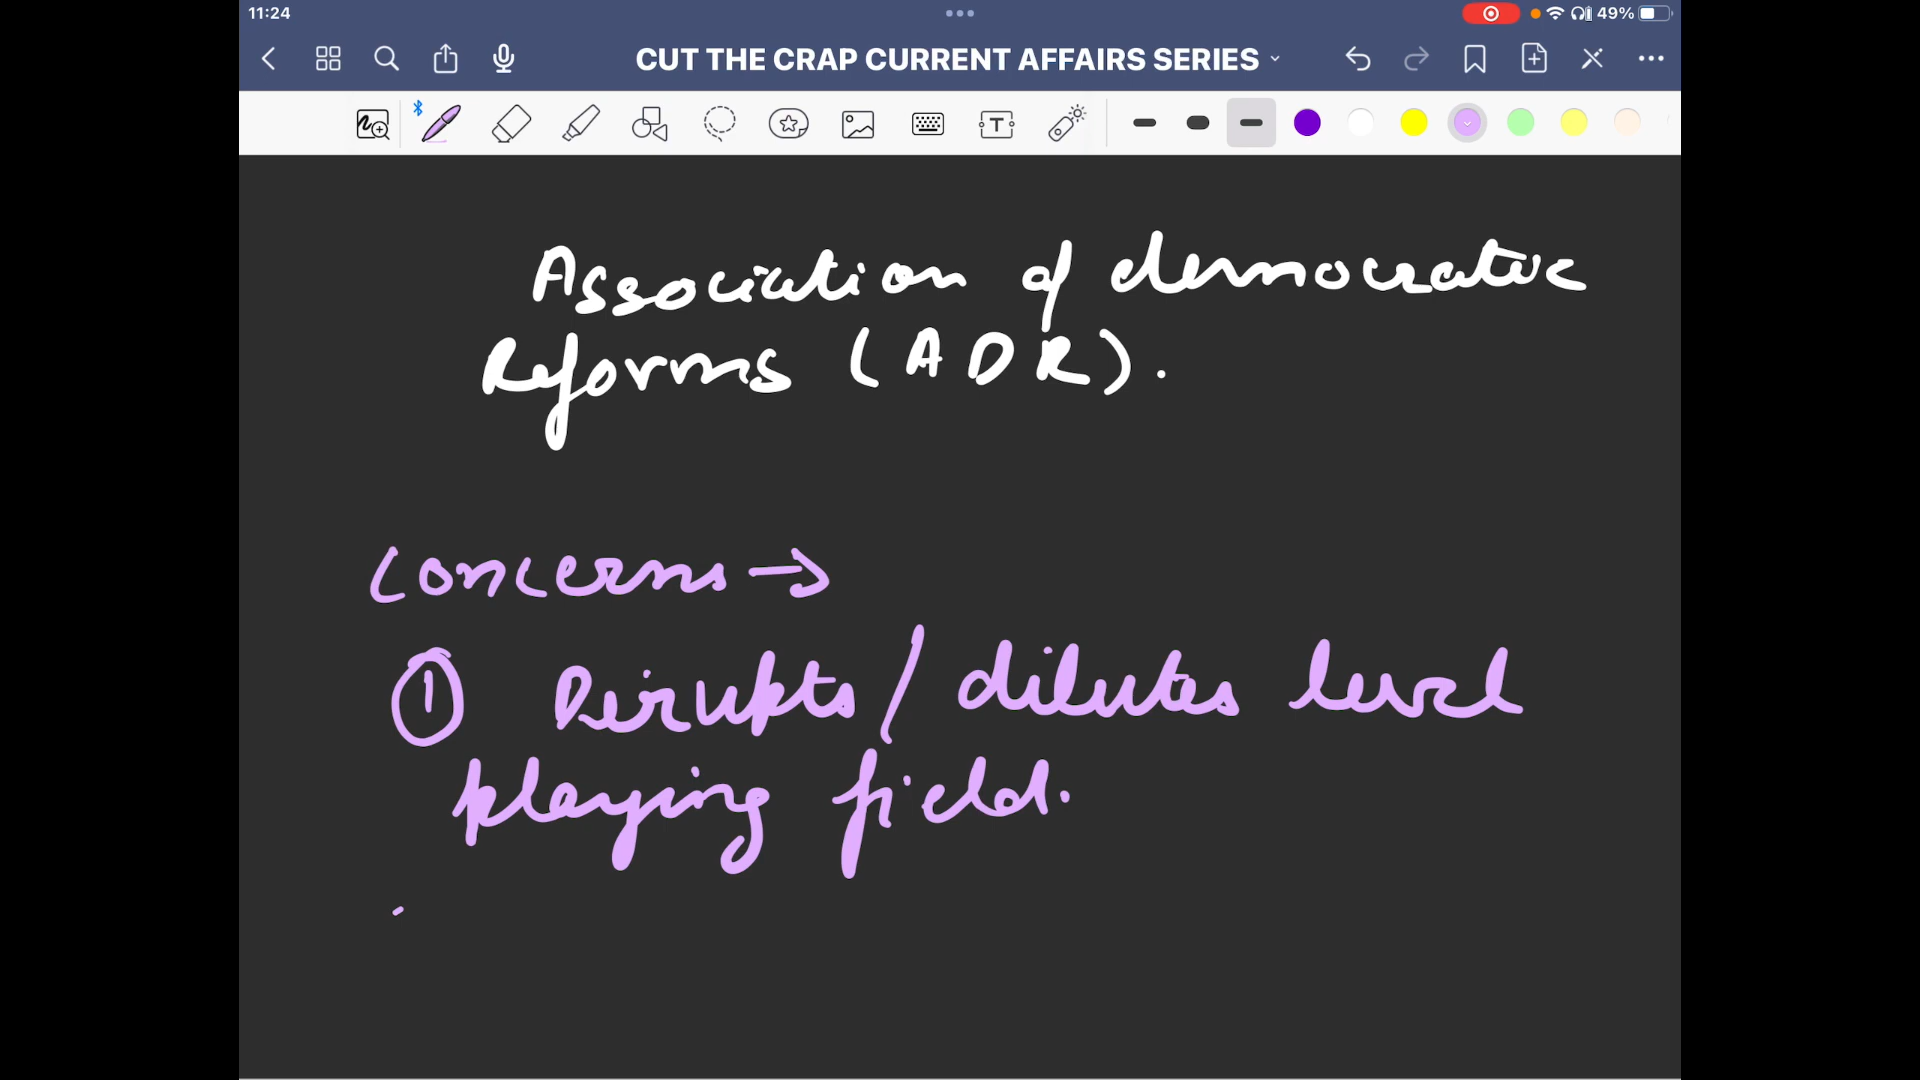 11:24
49%
CUT THE CRAP CURRENT AFFAIRS SERIES
Association of democratic
Reforms (ADR).
Concerns →
① Disrupts / dilutes level
playing field.